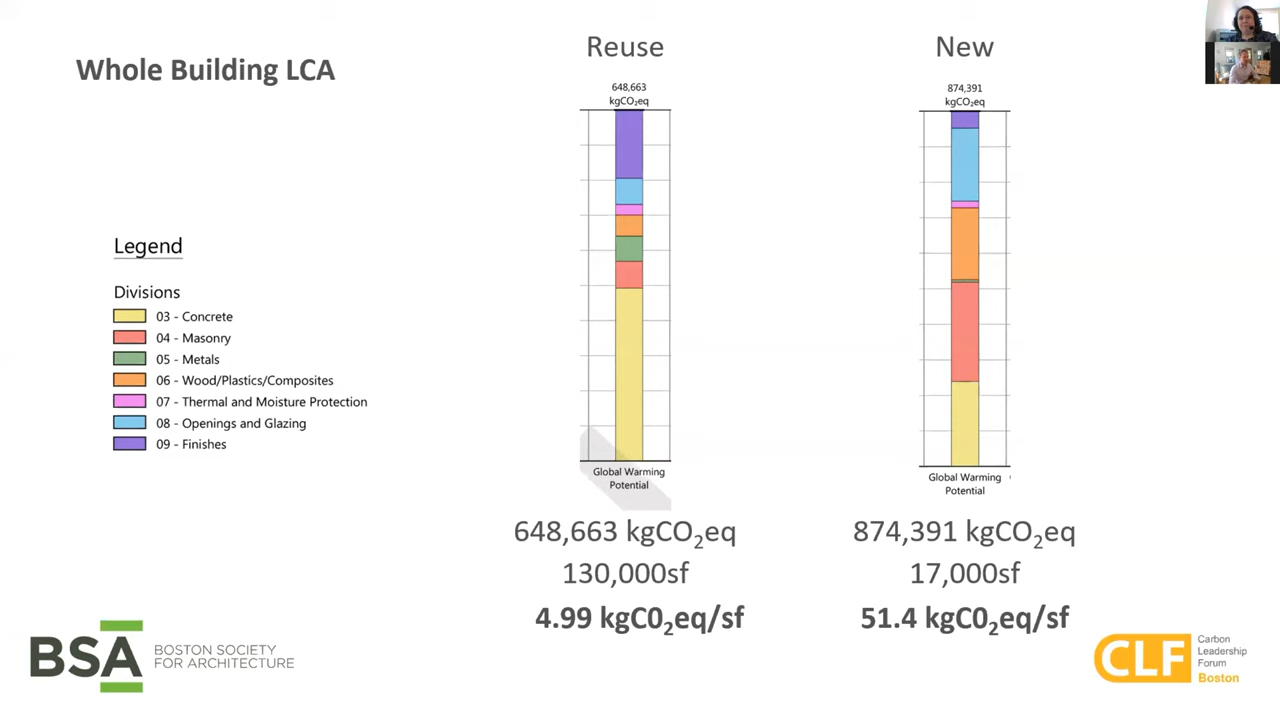 Whole Building LCA
Reuse
New
648,663
kgCO₂eq
874,391
kgCO₂eq
Legend
Divisions
03 - Concrete
04 - Masonry
05 - Metals
06 - Wood/Plastics/Composites
07 - Thermal and Moisture Protection
08 - Openings and Glazing
09 - Finishes
Global Warming
Potential
Global Warming
Potential
648,663 kgCO₂eq
130,000sf
4.99 kgC0₂eq/sf
874,391 kgCO₂eq
17,000sf
51.4 kgC0₂eq/sf
BSA
BOSTON SOCIETY
FOR ARCHITECTURE
CLF
Carbon
Leadership
Forum
Boston